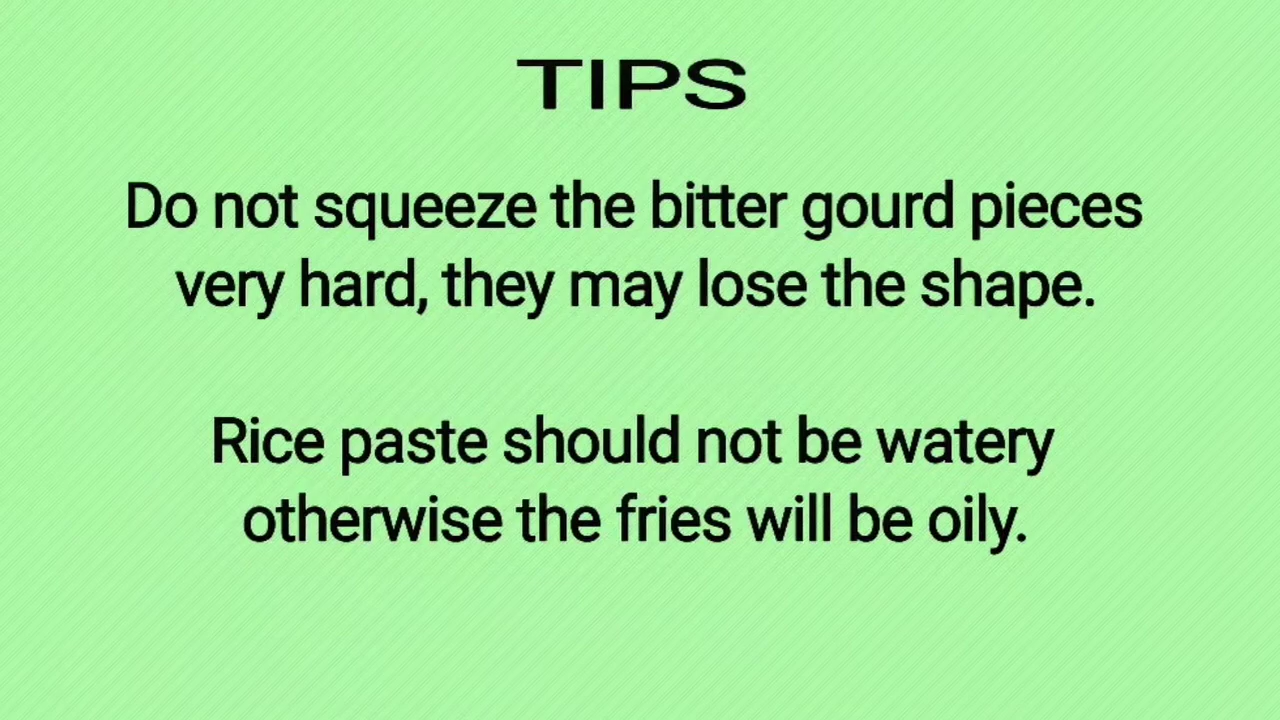 TIPS
Do not squeeze the bitter gourd pieces
very hard, they may lose the shape.
Rice paste should not be watery
otherwise the fries will be oily.